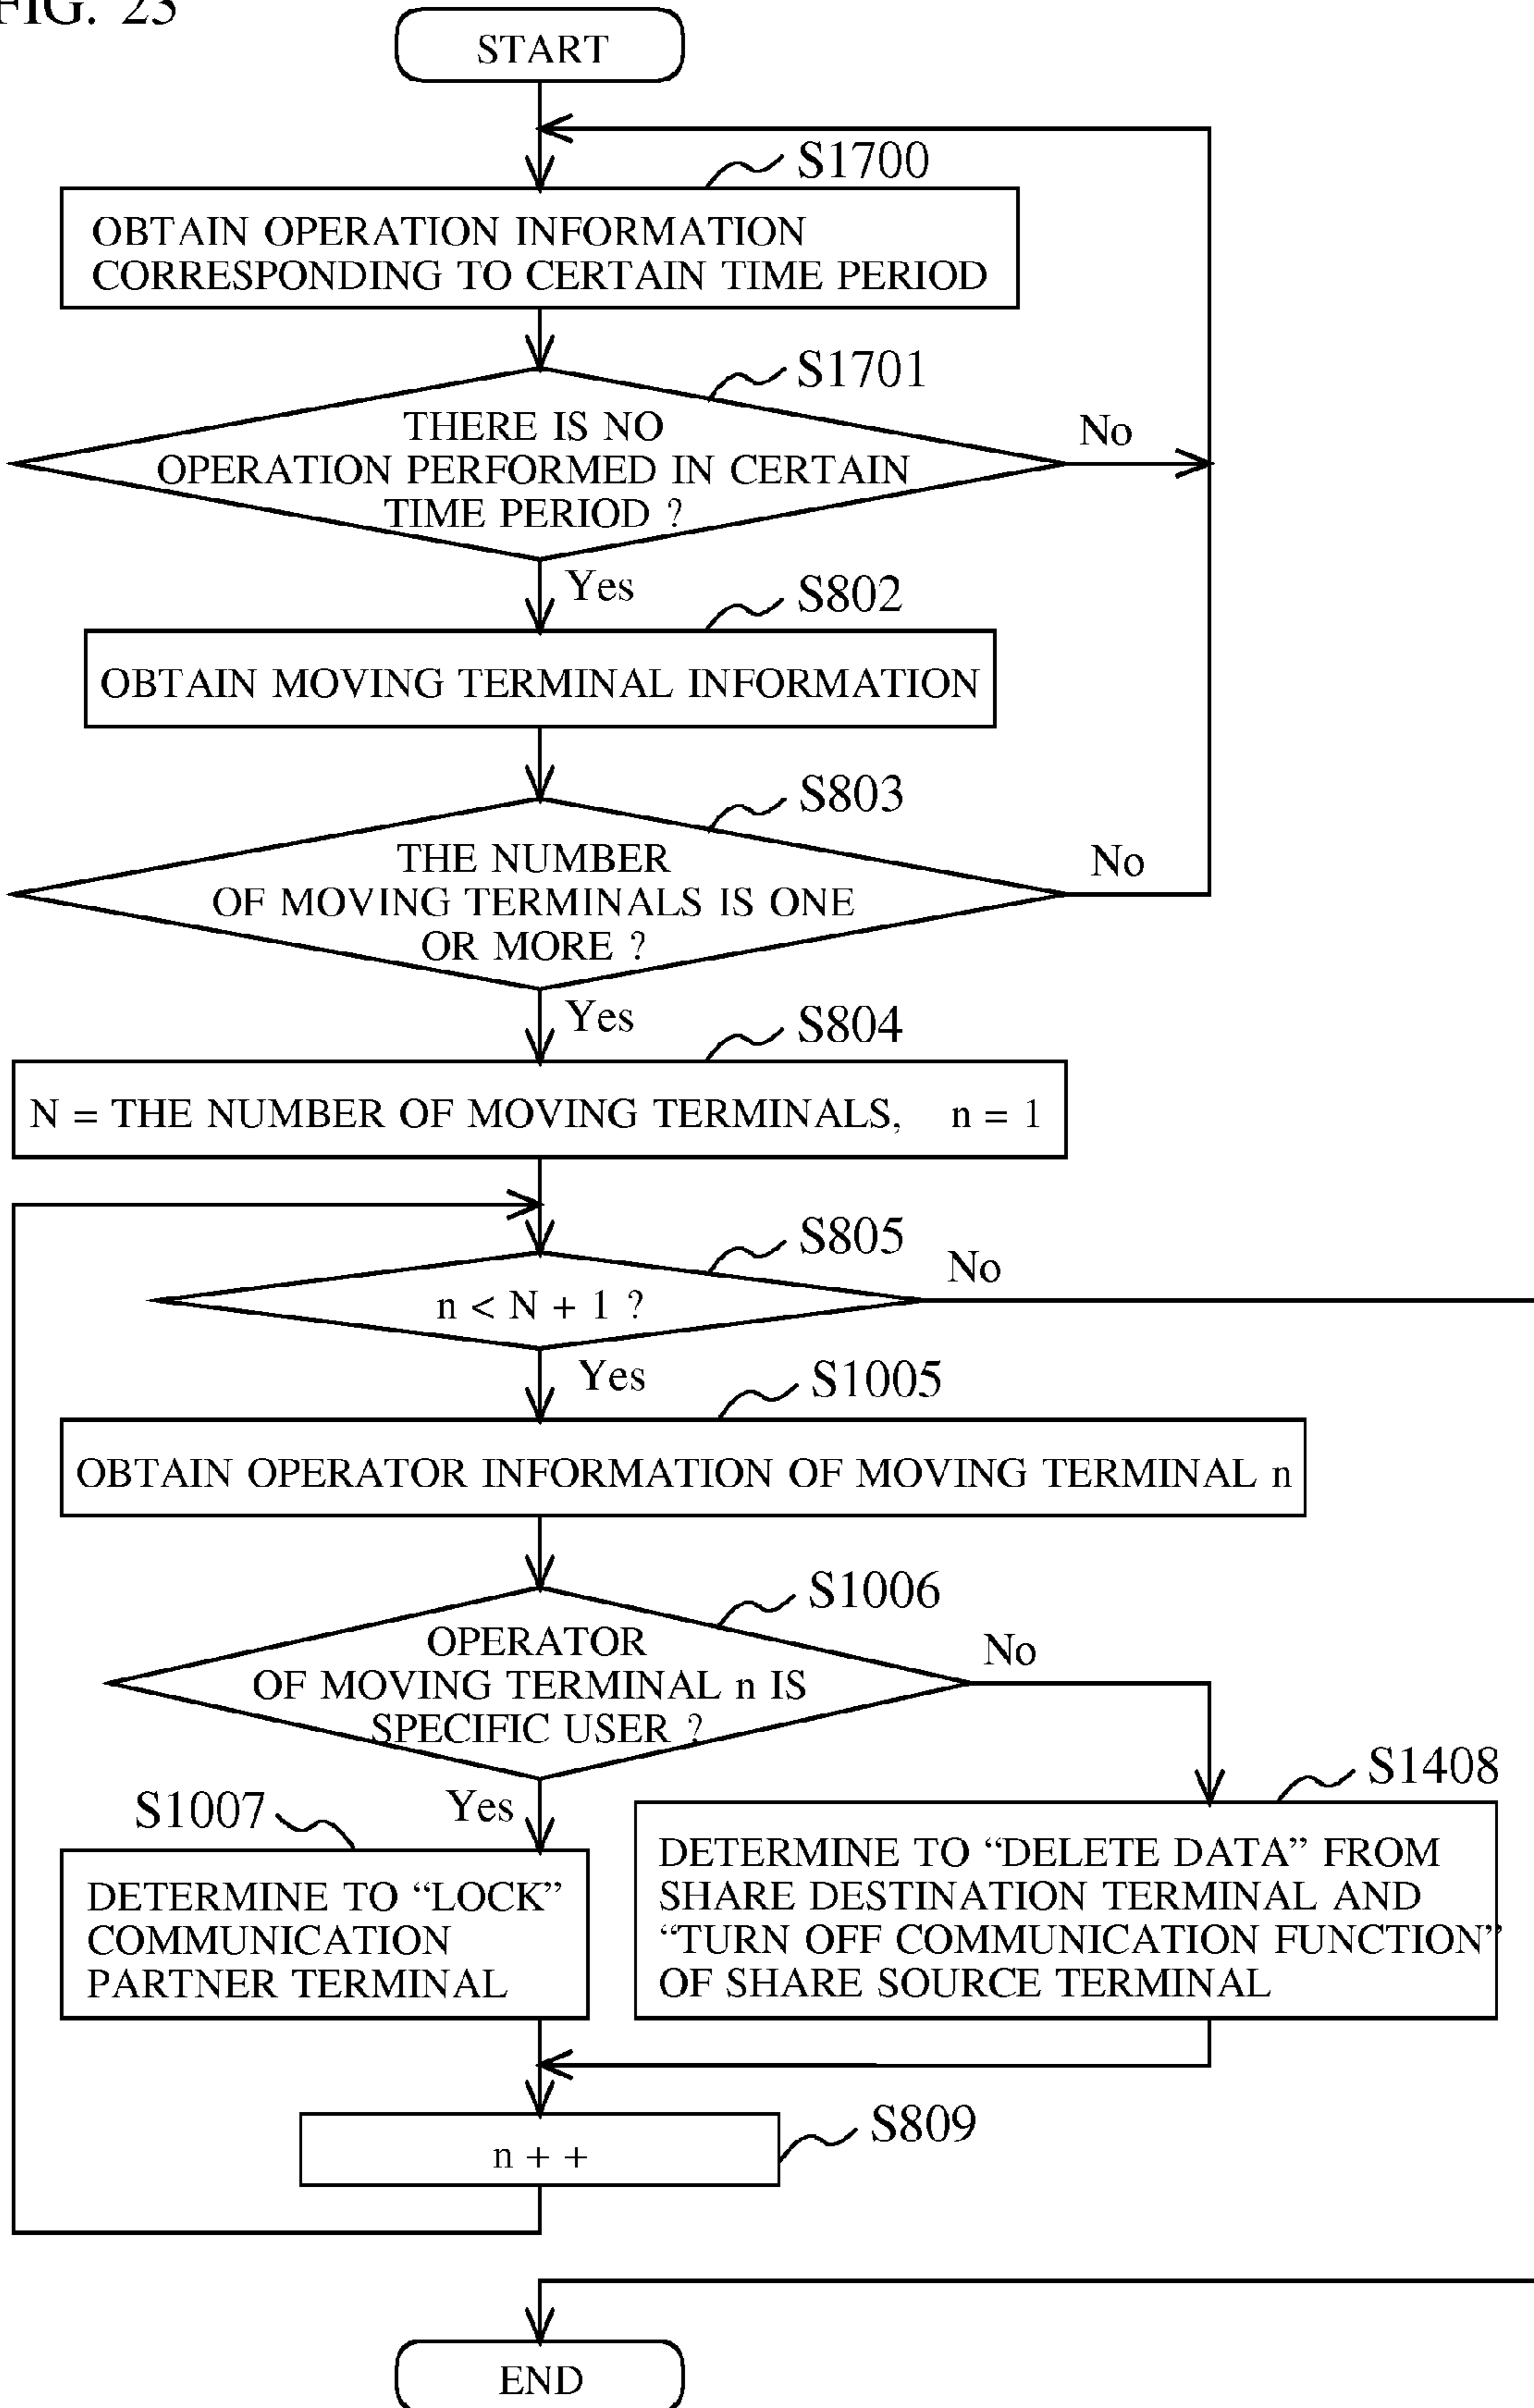 FIG. 23
START
S1700
OBTAIN OPERATION INFORMATION
CORRESPONDING TO CERTAIN TIME PERIOD
S1701
THERE IS NO
OPERATION PERFORMED IN CERTAIN
TIME PERIOD ?
No
Yes
S802
OBTAIN MOVING TERMINAL INFORMATION
S803
THE NUMBER
OF MOVING TERMINALS IS ONE
OR MORE ?
No
Yes
S804
N = THE NUMBER OF MOVING TERMINALS, n = 1
S805
n < N + 1 ?
No
Yes
S1005
OBTAIN OPERATOR INFORMATION OF MOVING TERMINAL n
S1006
OPERATOR
OF MOVING TERMINAL n IS
SPECIFIC USER ?
No
Yes
S1007
DETERMINE TO “LOCK”
COMMUNICATION
PARTNER TERMINAL
S1408
DETERMINE TO “DELETE DATA” FROM
SHARE DESTINATION TERMINAL AND
“TURN OFF COMMUNICATION FUNCTION”
OF SHARE SOURCE TERMINAL
S809
n + +
END